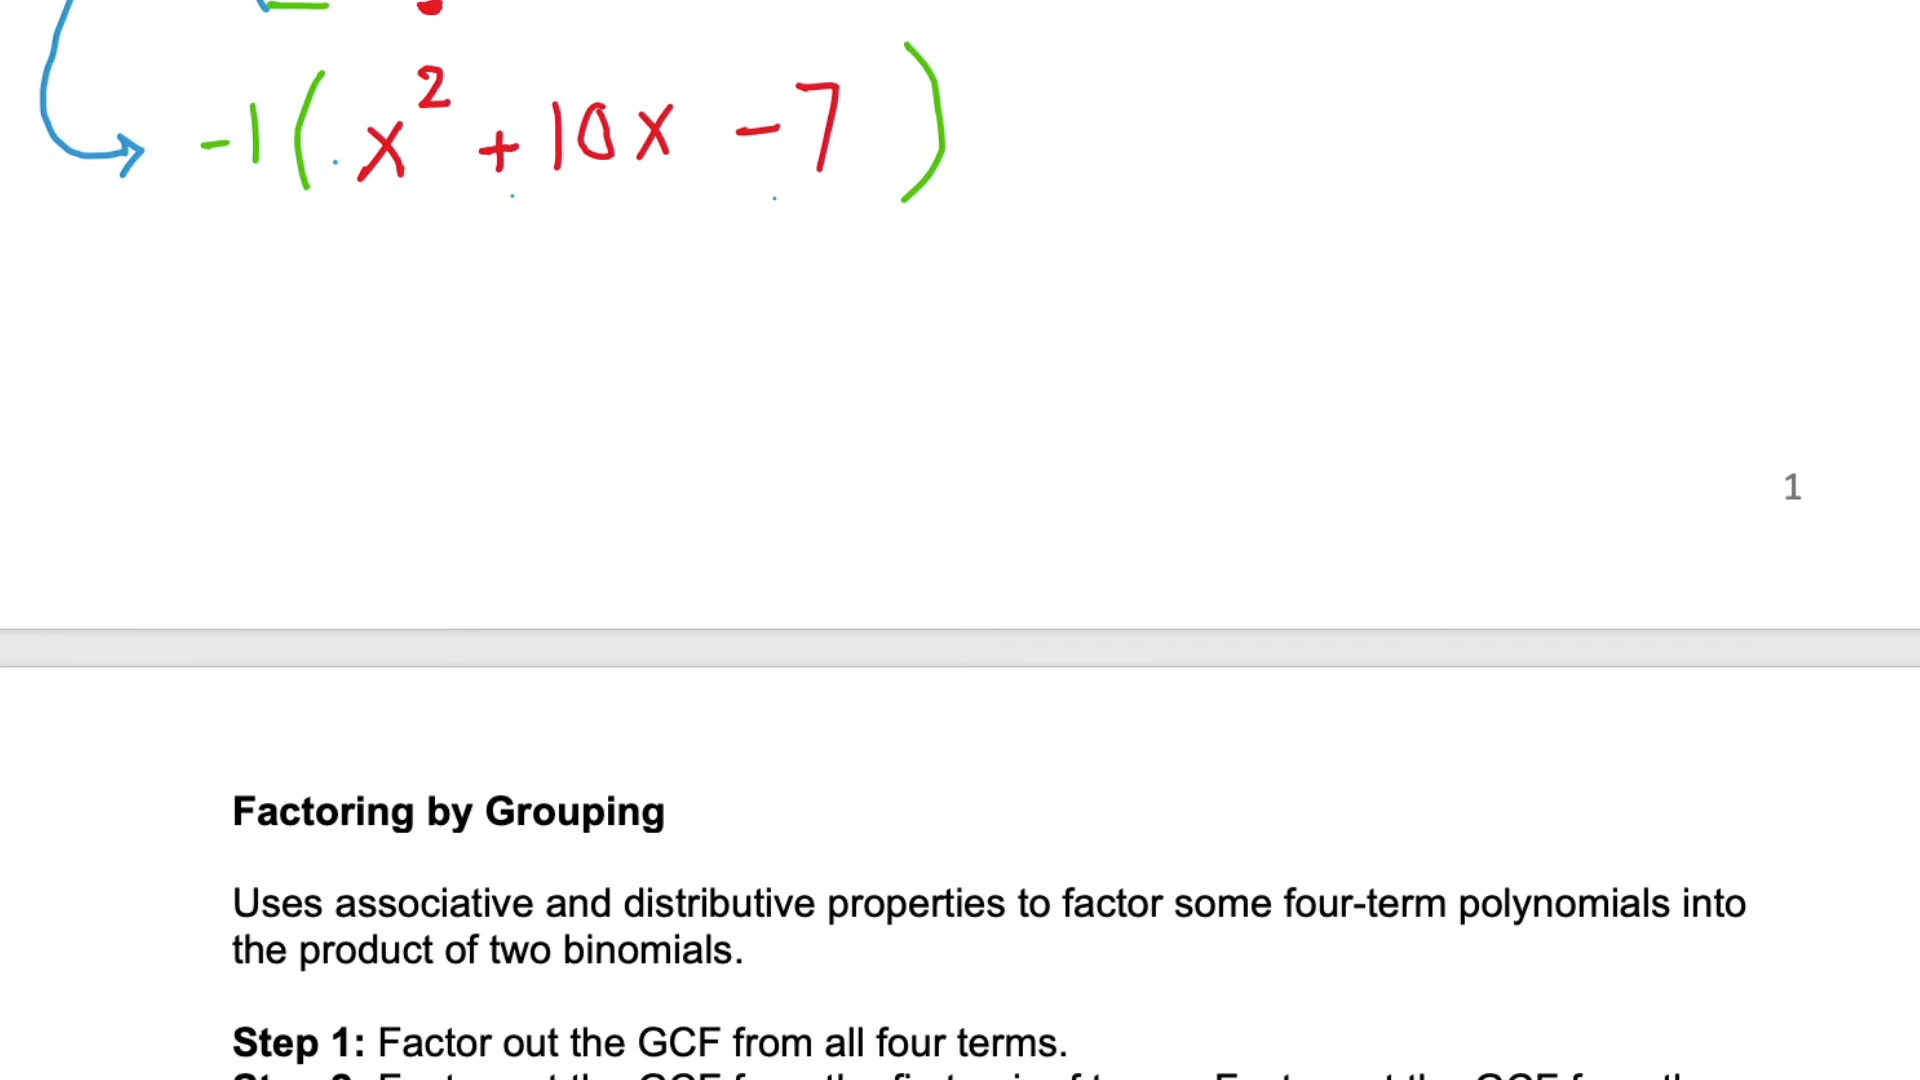 -1( x² + 10x - 7 )
1
Factoring by Grouping
Uses associative and distributive properties to factor some four-term polynomials into
the product of two binomials.
Step 1: Factor out the GCF from all four terms.